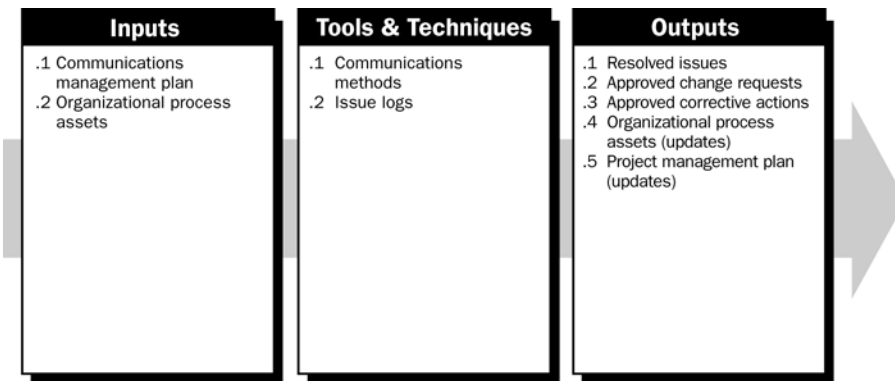 Inputs
.1 Communications
management plan
.2 Organizational process
assets
Tools & Techniques
.1 Communications
methods
.2 Issue logs
Outputs
.1 Resolved issues
.2 Approved change requests
.3 Approved corrective actions
.4 Organizational process
assets (updates)
.5 Project management plan
(updates)